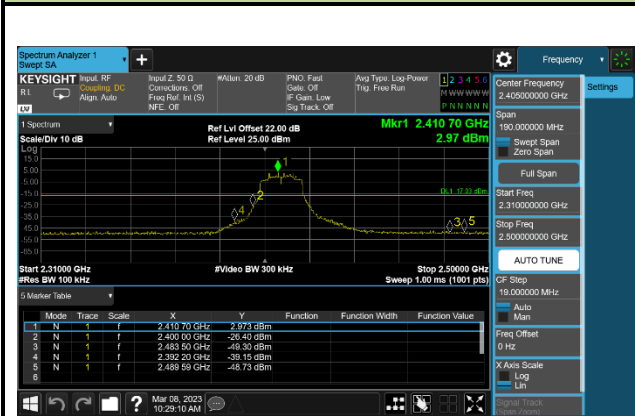 Spectrum Analyzer 1
Swept SA
+
Frequency
KEYSIGHT
Input: RF
Coupling: DC
Align: Auto
Input Z: 50 Ω
Corrections: Off
Freq Ref: Int (S)
NFE: Off
#Atten: 20 dB
PNO: Fast
Gate: Off
IF Gain: Low
Sig Track: Off
Avg Type: Log-Power
Trig: Free Run
1 2 3 4 5 6
M W W W W W
P N N N N N
1 Spectrum
Scale/Div 10 dB
Ref Lvl Offset 22.00 dB
Ref Level 25.00 dBm
Mkr1 2.410 70 GHz
2.97 dBm
Log
15.0
5.00
-5.00
-15.0
-25.0
-35.0
-45.0
-55.0
-65.0
1
2
3
4
5
DL1 -17.33 dBm
Start 2.31000 GHz
#Res BW 100 kHz
#Video BW 300 kHz
Stop 2.50000 GHz
Sweep 1.00 ms (1001 pts)
5 Marker Table
Mode Trace Scale X Y Function Function Width Function Value
1 N 1 f 2.410 70 GHz 2.973 dBm
2 N 1 f 2.400 00 GHz -26.40 dBm
3 N 1 f 2.483 50 GHz -49.30 dBm
4 N 1 f 2.392 20 GHz -39.15 dBm
5 N 1 f 2.489 59 GHz -48.73 dBm
6
Center Frequency
2.405000000 GHz
Settings
Span
190.000000 MHz
Swept Span
Zero Span
Full Span
Start Freq
2.310000000 GHz
Stop Freq
2.500000000 GHz
AUTO TUNE
CF Step
19.000000 MHz
Auto
Man
Freq Offset
0 Hz
X Axis Scale
Log
Lin
Signal Track
(Span Zoom)
?
Mar 08, 2023
10:29:10 AM